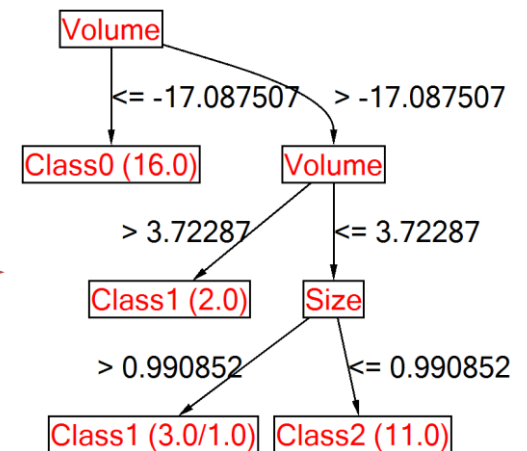 Volume
<= -17.087507 > -17.087507
Class0 (16.0) Volume
> 3.72287 <= 3.72287
Class1 (2.0) Size
> 0.990852 <= 0.990852
Class1 (3.0/1.0) Class2 (11.0)